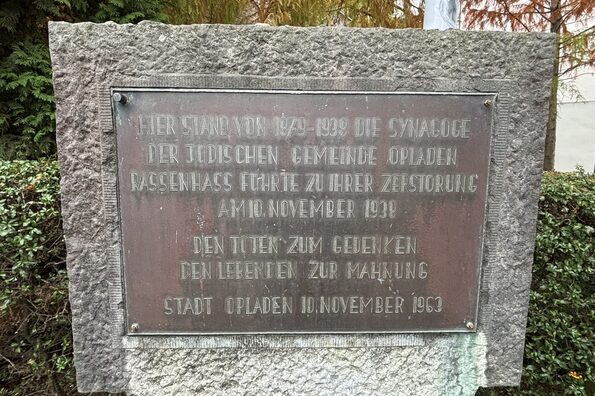 HIER STAND VON 1879-1938 DIE SYNAGOGE
DER JÜDISCHEN GEMEINDE OPLADEN
RASSENHASS FÜHRTE ZU IHRER ZERSTÖRUNG
AM 10. NOVEMBER 1938
DEN TOTEN ZUM GEDENKEN
DEN LEBENDEN ZUR MAHNUNG
STADT OPLADEN 10. NOVEMBER 1963